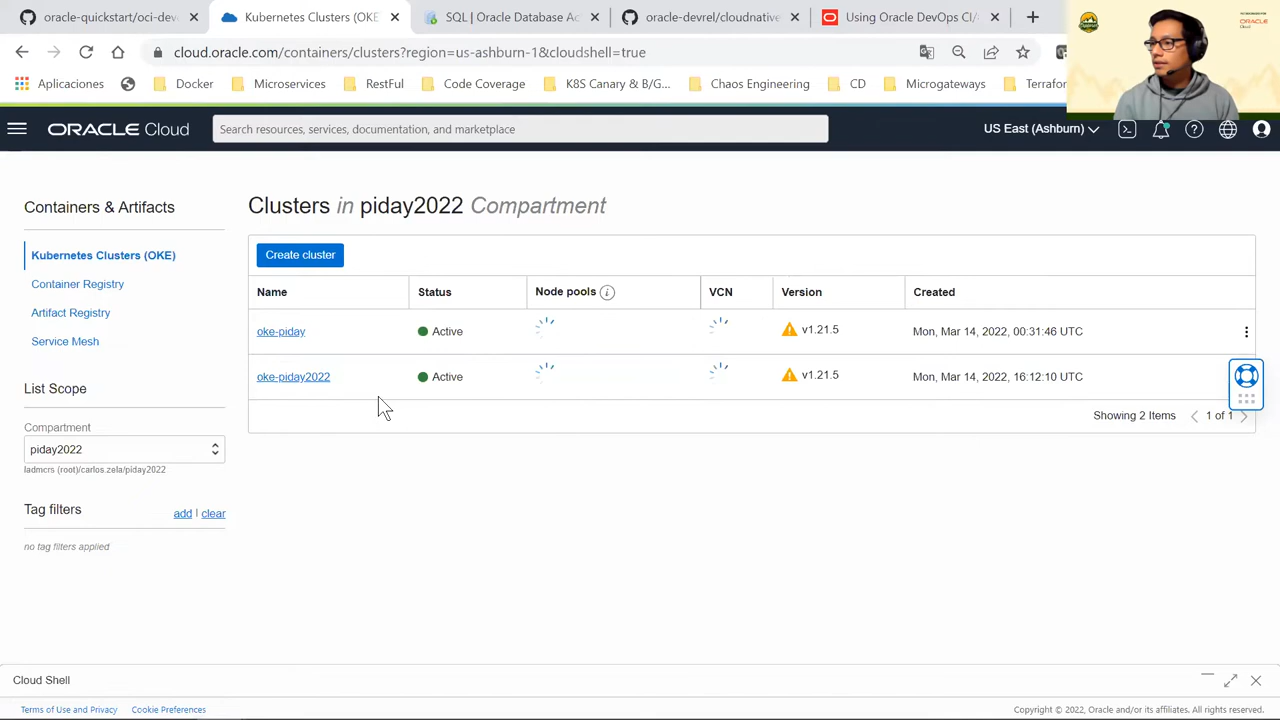 oracle-quickstart/oci-dev
Kubernetes Clusters (OKE)
SQL | Oracle Database Ac
oracle-devrel/cloudnative
Using Oracle DevOps CI
cloud.oracle.com/containers/clusters?region=us-ashburn-1&cloudshell=true
Aplicaciones
Docker
Microservices
RestFul
Code Coverage
K8S Canary & B/G...
Chaos Engineering
CD
Microgateways
Terrafor
ORACLE Cloud
Search resources, services, documentation, and marketplace
US East (Ashburn)
Containers & Artifacts
Kubernetes Clusters (OKE)
Container Registry
Artifact Registry
Service Mesh
List Scope
Compartment
piday2022
ladmcrs (root)/carlos.zela/piday2022
Tag filters
add | clear
no tag filters applied
Clusters in piday2022 Compartment
Create cluster
Name Status Node pools VCN Version Created
oke-piday Active v1.21.5 Mon, Mar 14, 2022, 00:31:46 UTC
oke-piday2022 Active v1.21.5 Mon, Mar 14, 2022, 16:12:10 UTC
Showing 2 Items 1 of 1
Cloud Shell
Terms of Use and Privacy Cookie Preferences
Copyright © 2022, Oracle and/or its affiliates. All rights reserved.